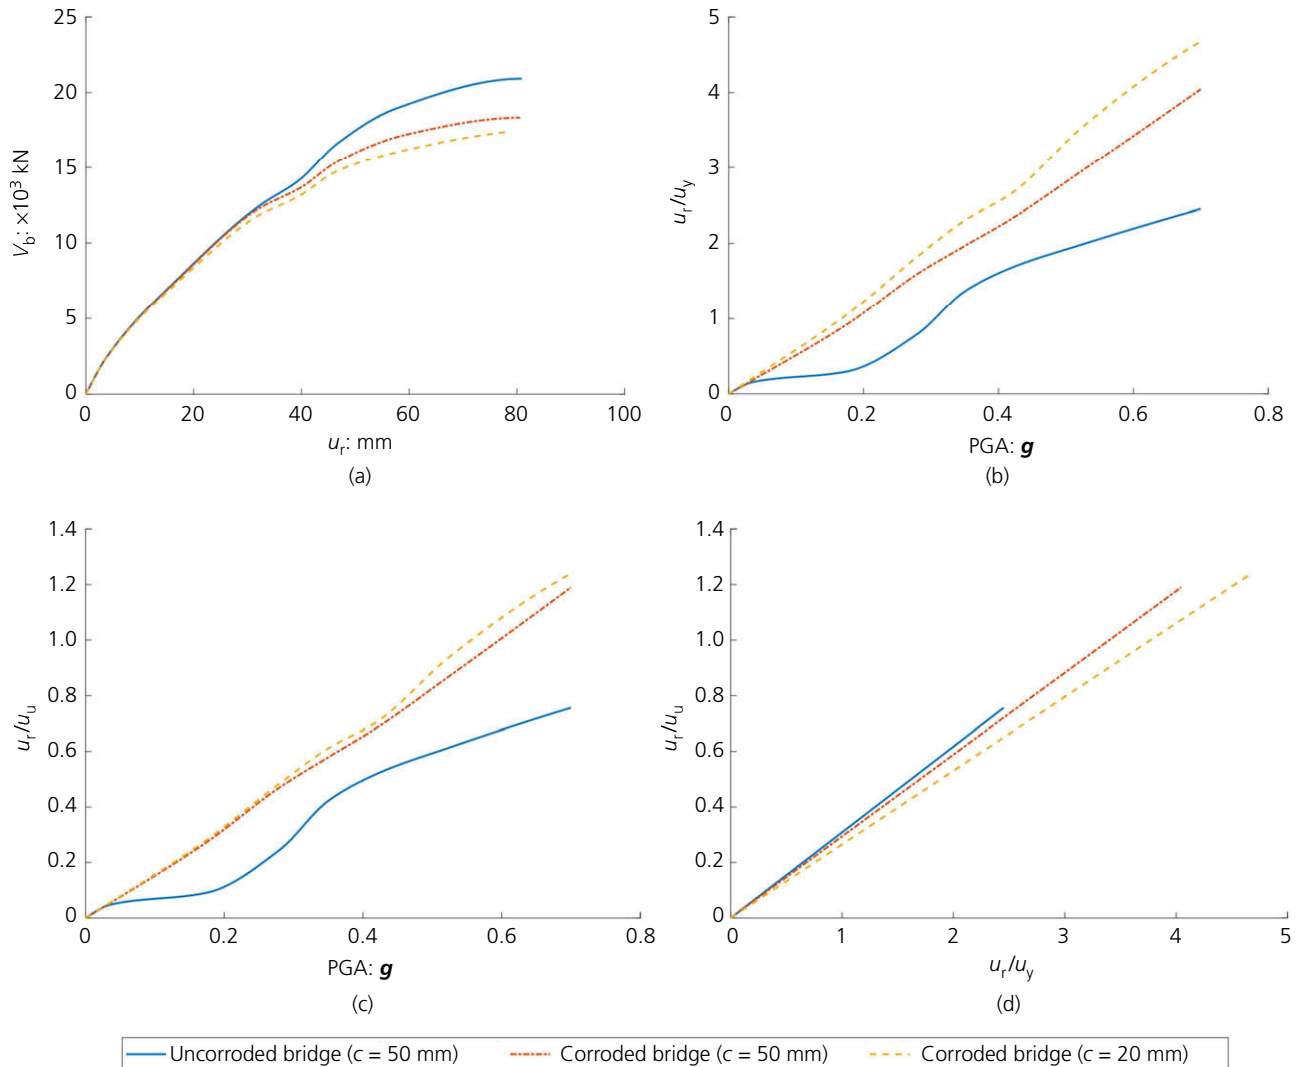 25
20
15
10
5
0
V_b: ×10³ kN
0 20 40 60 80 100
u_r: mm
(a)
5
4
3
2
1
0
u_r/u_y
0 0.2 0.4 0.6 0.8
PGA: g
(b)
1.4
1.2
1.0
0.8
0.6
0.4
0.2
0
u_r/u_u
0 0.2 0.4 0.6 0.8
PGA: g
(c)
1.4
1.2
1.0
0.8
0.6
0.4
0.2
0
u_r/u_u
0 1 2 3 4 5
u_r/u_y
(d)
Uncorroded bridge (c = 50 mm) Corroded bridge (c = 50 mm) Corroded bridge (c = 20 mm)